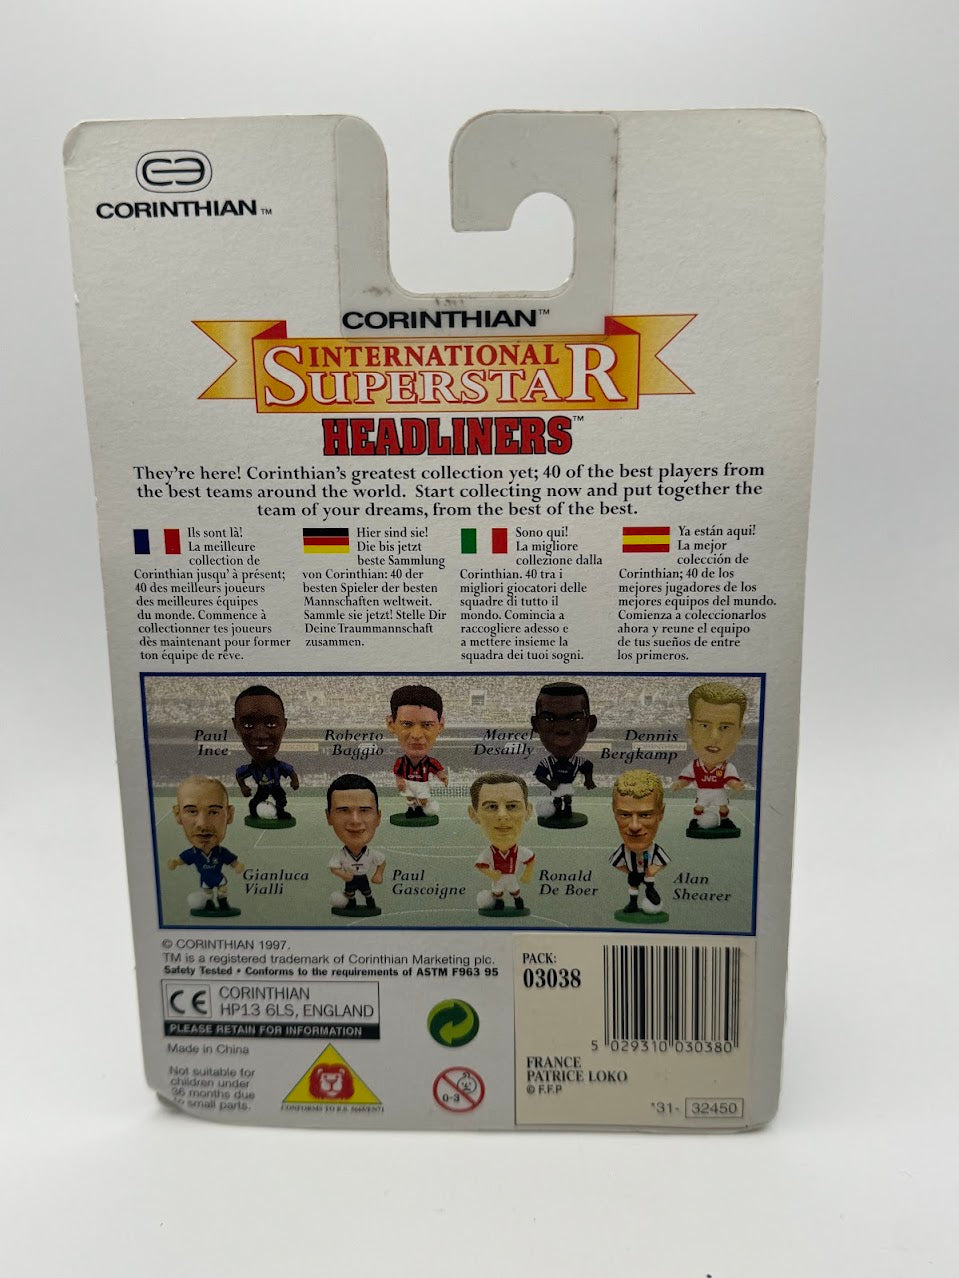 CORINTHIAN™
CORINTHIAN™
INTERNATIONAL
SUPERSTAR
HEADLINERS™
They're here! Corinthian's greatest collection yet; 40 of the best players from
the best teams around the world. Start collecting now and put together the
team of your dreams, from the best of the best.
Ils sont là!
La meilleure
collection de
Corinthian jusqu' à présent;
40 des meilleurs joueurs
des meilleures équipes
du monde. Commence à
collectionner tes joueurs
dès maintenant pour former
ton équipe de rêve.
Hier sind sie!
Die bis jetzt
beste Sammlung
von Corinthian: 40 der
besten Spieler der besten
Mannschaften weltweit.
Sammle sie jetzt! Stelle Dir
Deine Traummannschaft
zusammen.
Sono qui!
La migliore
collezione dalla
Corinthian. 40 tra i
migliori giocatori delle
squadre di tutto il
mondo. Comincia a
raccogliere adesso e
a mettere insieme la
squadra dei tuoi sogni.
Ya están aqui!
La mejor
colección de
Corinthian; 40 de los
mejores jugadores de los
mejores equipos del mundo.
Comienza a coleccionarlos
ahora y reune el equipo
de tus sueños de entre
los primeros.
Paul
Ince
Roberto
Baggio
Marcel
Desailly
Dennis
Bergkamp
JVC
Gianluca
Vialli
Paul
Gascoigne
Ronald
De Boer
Alan
Shearer
© CORINTHIAN 1997.
TM is a registered trademark of Corinthian Marketing plc.
Safety Tested • Conforms to the requirements of ASTM F963 95
CE
CORINTHIAN
HP13 6LS, ENGLAND
PLEASE RETAIN FOR INFORMATION
Made in China
Not suitable for
children under
36 months due
to small parts.
0-3
PACK:
03038
5 029310 030380
FRANCE
PATRICE LOKO
© F.F.P
*31- 32450